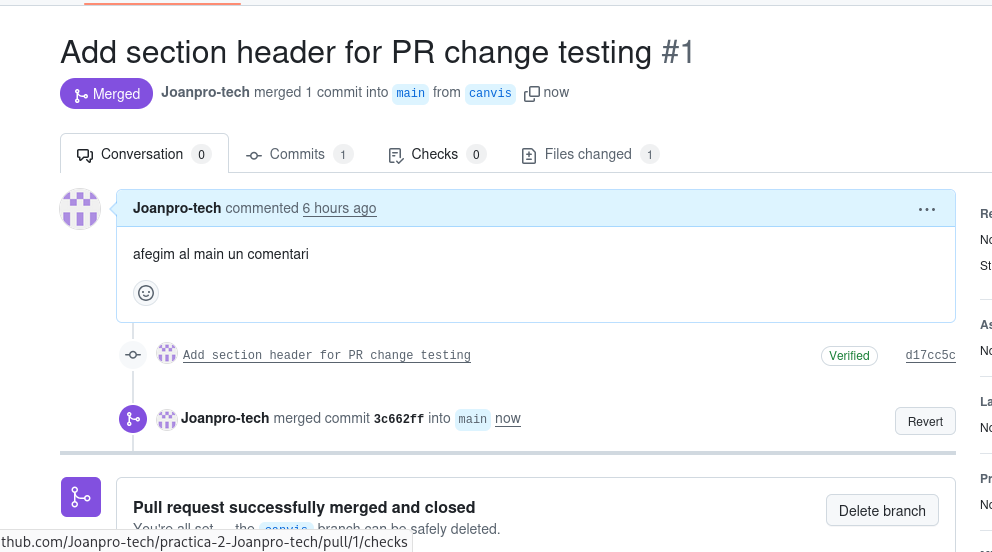 Add section header for PR change testing #1
Merged Joanpro-tech merged 1 commit into main from canvis now
Conversation 0 Commits 1 Checks 0 Files changed 1
Joanpro-tech commented 6 hours ago ...
Re
afegim al main un comentari
No
St
As
No
Add section header for PR change testing Verified d17cc5c
La
Joanpro-tech merged commit 3c662ff into main now Revert
No
Pr
Pull request successfully merged and closed
No
Delete branch
You're all set — the canvis branch can be safely deleted.
thub.com/Joanpro-tech/practica-2-Joanpro-tech/pull/1/checks